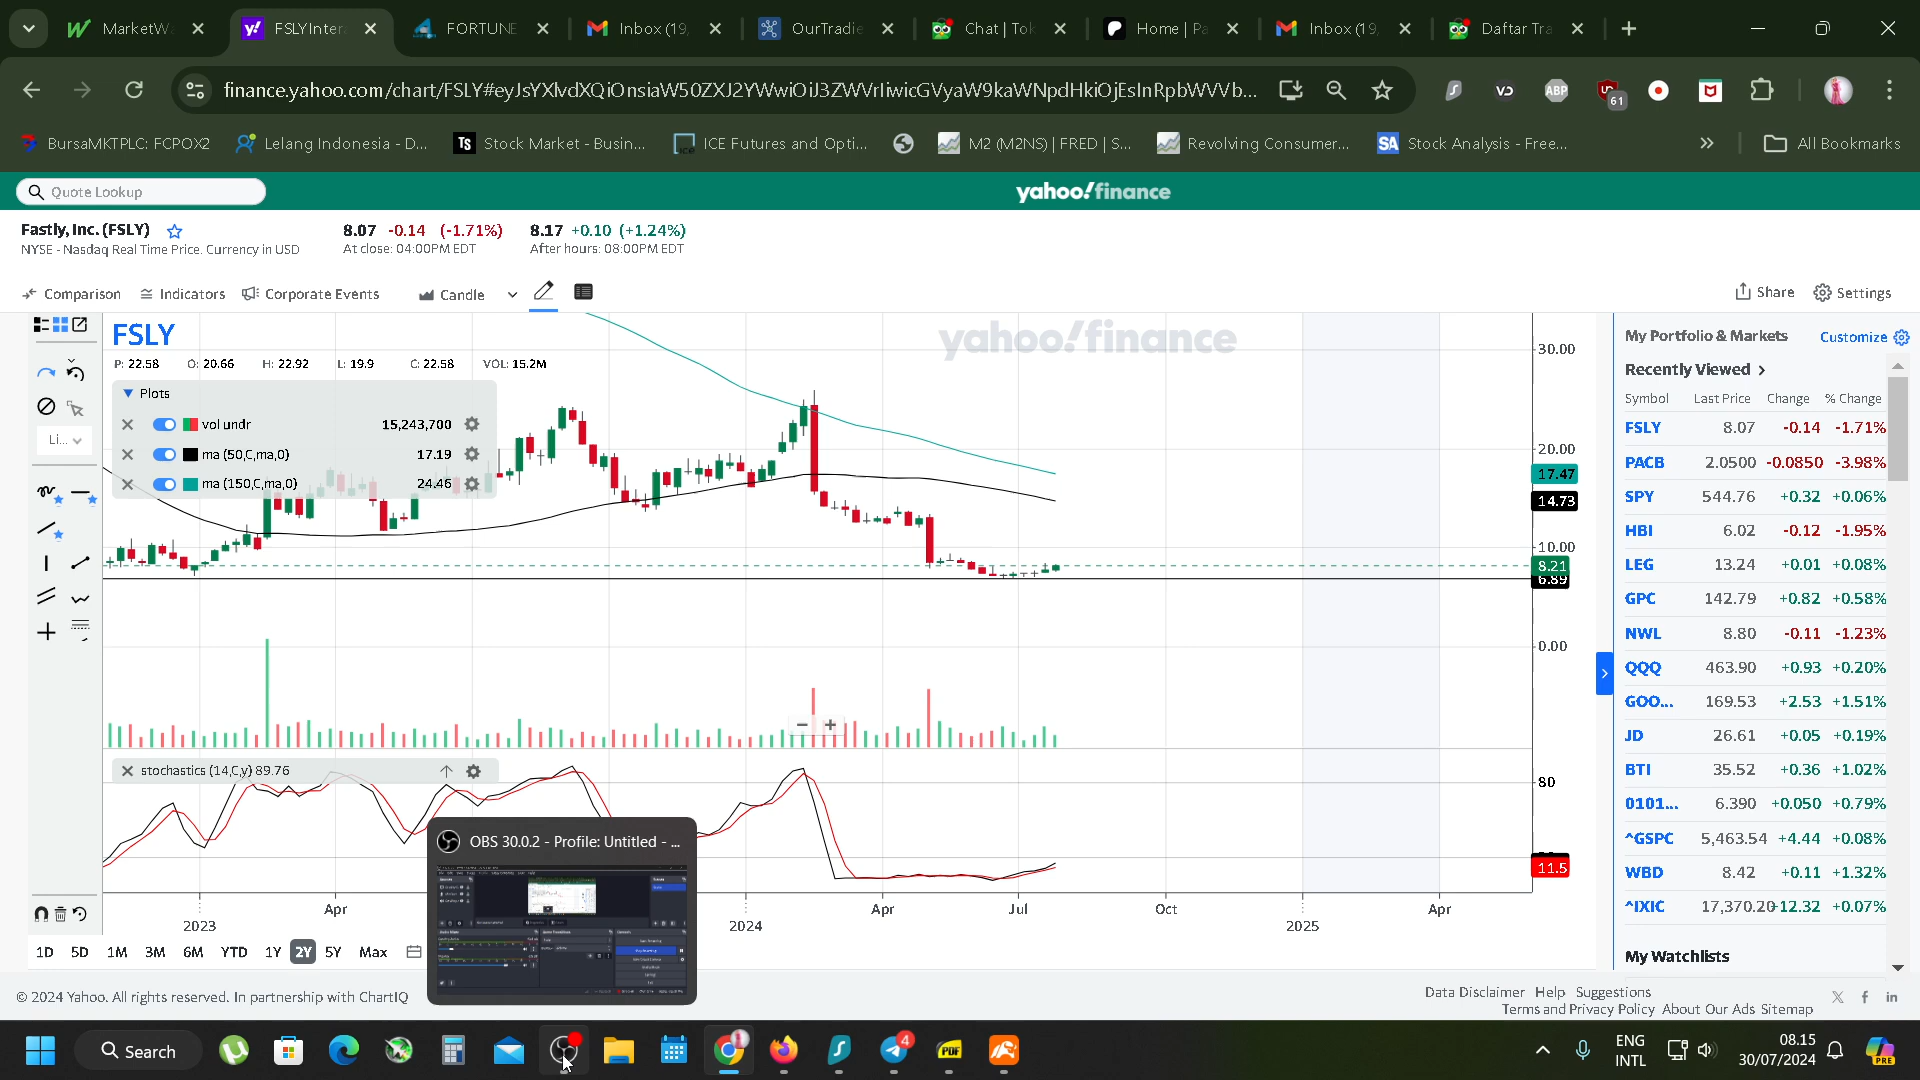 MarketW
FSLYInter
FORTUNE
Inbox (19,
OurTradie
Chat | Tok
Home | Pa
Inbox (19,
Daftar Tra
finance.yahoo.com/chart/FSLY#eyJsYXlvdXQiOnsiaW50ZXJ2YWwiOiJ3ZWVrIiwicGVyaW9kaWNpdHkiOjEsInRpbWVVb...
VD
ABP
61
BursaMKTPLC: FCPOX2
Lelang Indonesia - D...
Ts Stock Market - Busin...
ICE Futures and Opti...
M2 (M2NS) | FRED | S...
Revolving Consumer...
SA Stock Analysis - Free...
All Bookmarks
Quote Lookup
yahoo!finance
Fastly, Inc. (FSLY)
8.07 -0.14 (-1.71%)
8.17 +0.10 (+1.24%)
NYSE - Nasdaq Real Time Price. Currency in USD
At close: 04:00PM EDT
After hours: 08:00PM EDT
Comparison
Indicators
Corporate Events
Candle
Share
Settings
FSLY
yahoo!finance
P: 22.58 O: 20.66 H: 22.92 L: 19.9 C: 22.58 VOL: 15.2M
Plots
vol undr 15,243,700
ma (50,C,ma,0) 17.19
ma (150,C,ma,0) 24.46
Li...
30.00
20.00
17.47
14.73
10.00
8.21
6.89
0.00
stochastics (14,C,y) 89.76
80
11.5
OBS 30.0.2 - Profile: Untitled - ...
Apr
Apr
Jul
Oct
Apr
2023
2024
2025
1D 5D 1M 3M 6M YTD 1Y 2Y 5Y Max
My Portfolio & Markets
Customize
Recently Viewed
Symbol Last Price Change % Change
FSLY 8.07 -0.14 -1.71%
PACB 2.0500 -0.0850 -3.98%
SPY 544.76 +0.32 +0.06%
HBI 6.02 -0.12 -1.95%
LEG 13.24 +0.01 +0.08%
GPC 142.79 +0.82 +0.58%
NWL 8.80 -0.11 -1.23%
QQQ 463.90 +0.93 +0.20%
GOO... 169.53 +2.53 +1.51%
JD 26.61 +0.05 +0.19%
BTI 35.52 +0.36 +1.02%
0101... 6.390 +0.050 +0.79%
^GSPC 5,463.54 +4.44 +0.08%
WBD 8.42 +0.11 +1.32%
^IXIC 17,370.20 +12.32 +0.07%
My Watchlists
© 2024 Yahoo. All rights reserved. In partnership with ChartIQ
Data Disclaimer Help Suggestions
Terms and Privacy Policy About Our Ads Sitemap
Search
4
PDF
ENG
INTL
08.15
30/07/2024
PRE